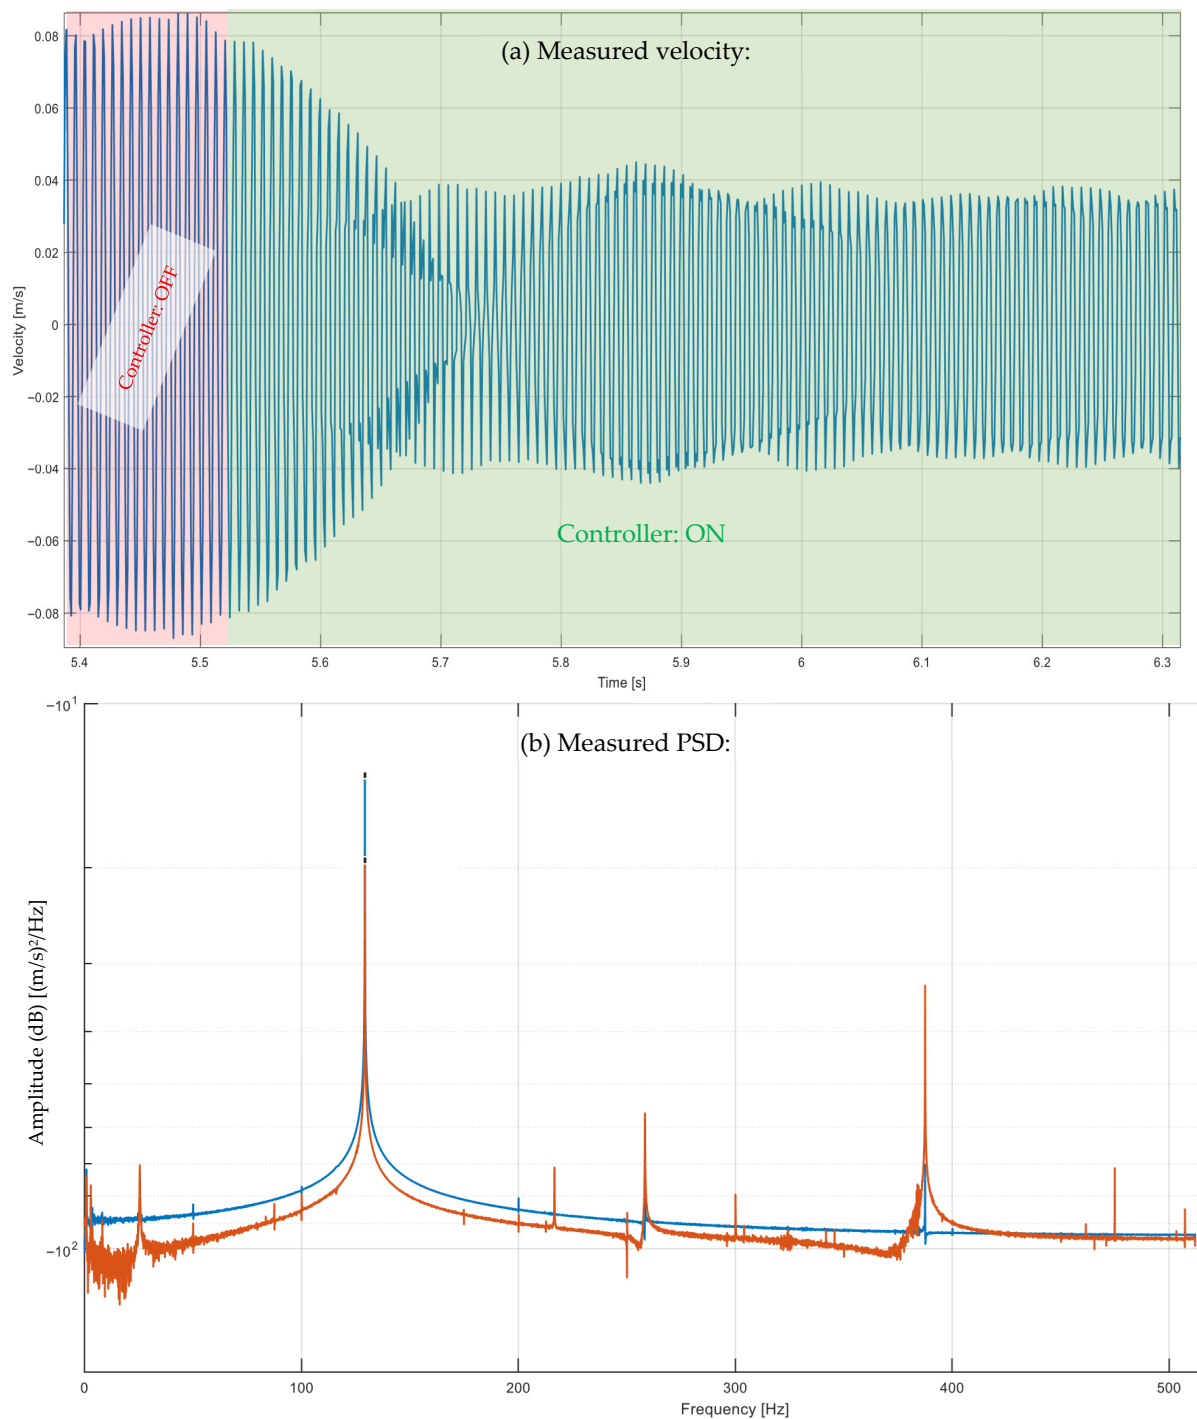 (a) Measured velocity:
0.08
0.06
0.04
0.02
0
−0.02
−0.04
−0.06
−0.08
Velocity [m/s]
Controller: OFF
Controller: ON
5.4 5.5 5.6 5.7 5.8 5.9 6 6.1 6.2 6.3
Time [s]
(b) Measured PSD:
−10¹
−10²
Amplitude (dB) [(m/s)²/Hz]
0 100 200 300 400 500
Frequency [Hz]